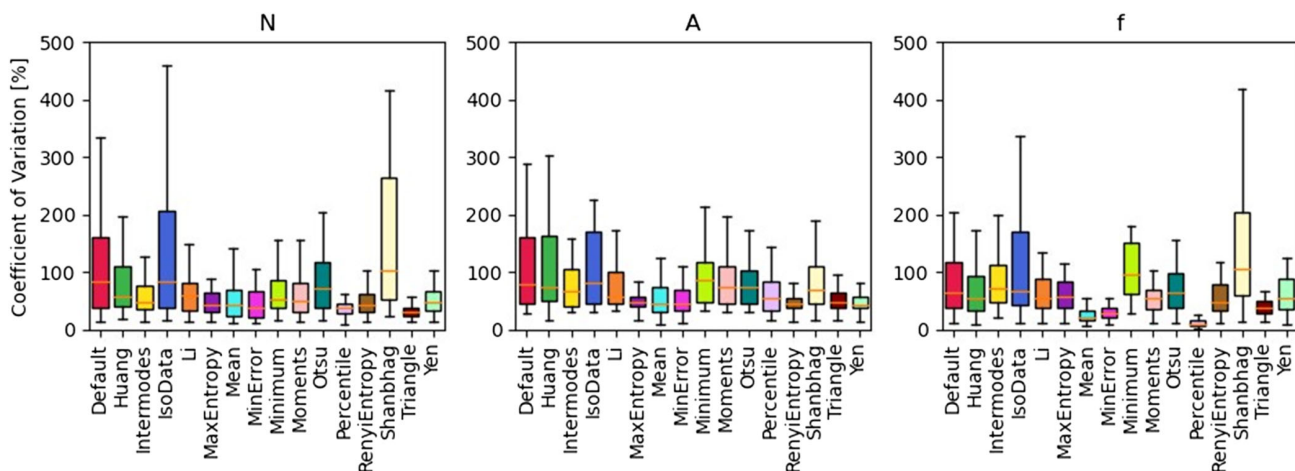 N
A
f
Coefficient of Variation [%]
500
400
300
200
100
0
500
400
300
200
100
0
500
400
300
200
100
0
Default
Huang
Intermodes
IsoData
Li
MaxEntropy
Mean
MinError
Minimum
Moments
Otsu
Percentile
RenyiEntropy
Shanbhag
Triangle
Yen
Default
Huang
Intermodes
IsoData
Li
MaxEntropy
Mean
MinError
Minimum
Moments
Otsu
Percentile
RenyiEntropy
Shanbhag
Triangle
Yen
Default
Huang
Intermodes
IsoData
Li
MaxEntropy
Mean
MinError
Minimum
Moments
Otsu
Percentile
RenyiEntropy
Shanbhag
Triangle
Yen